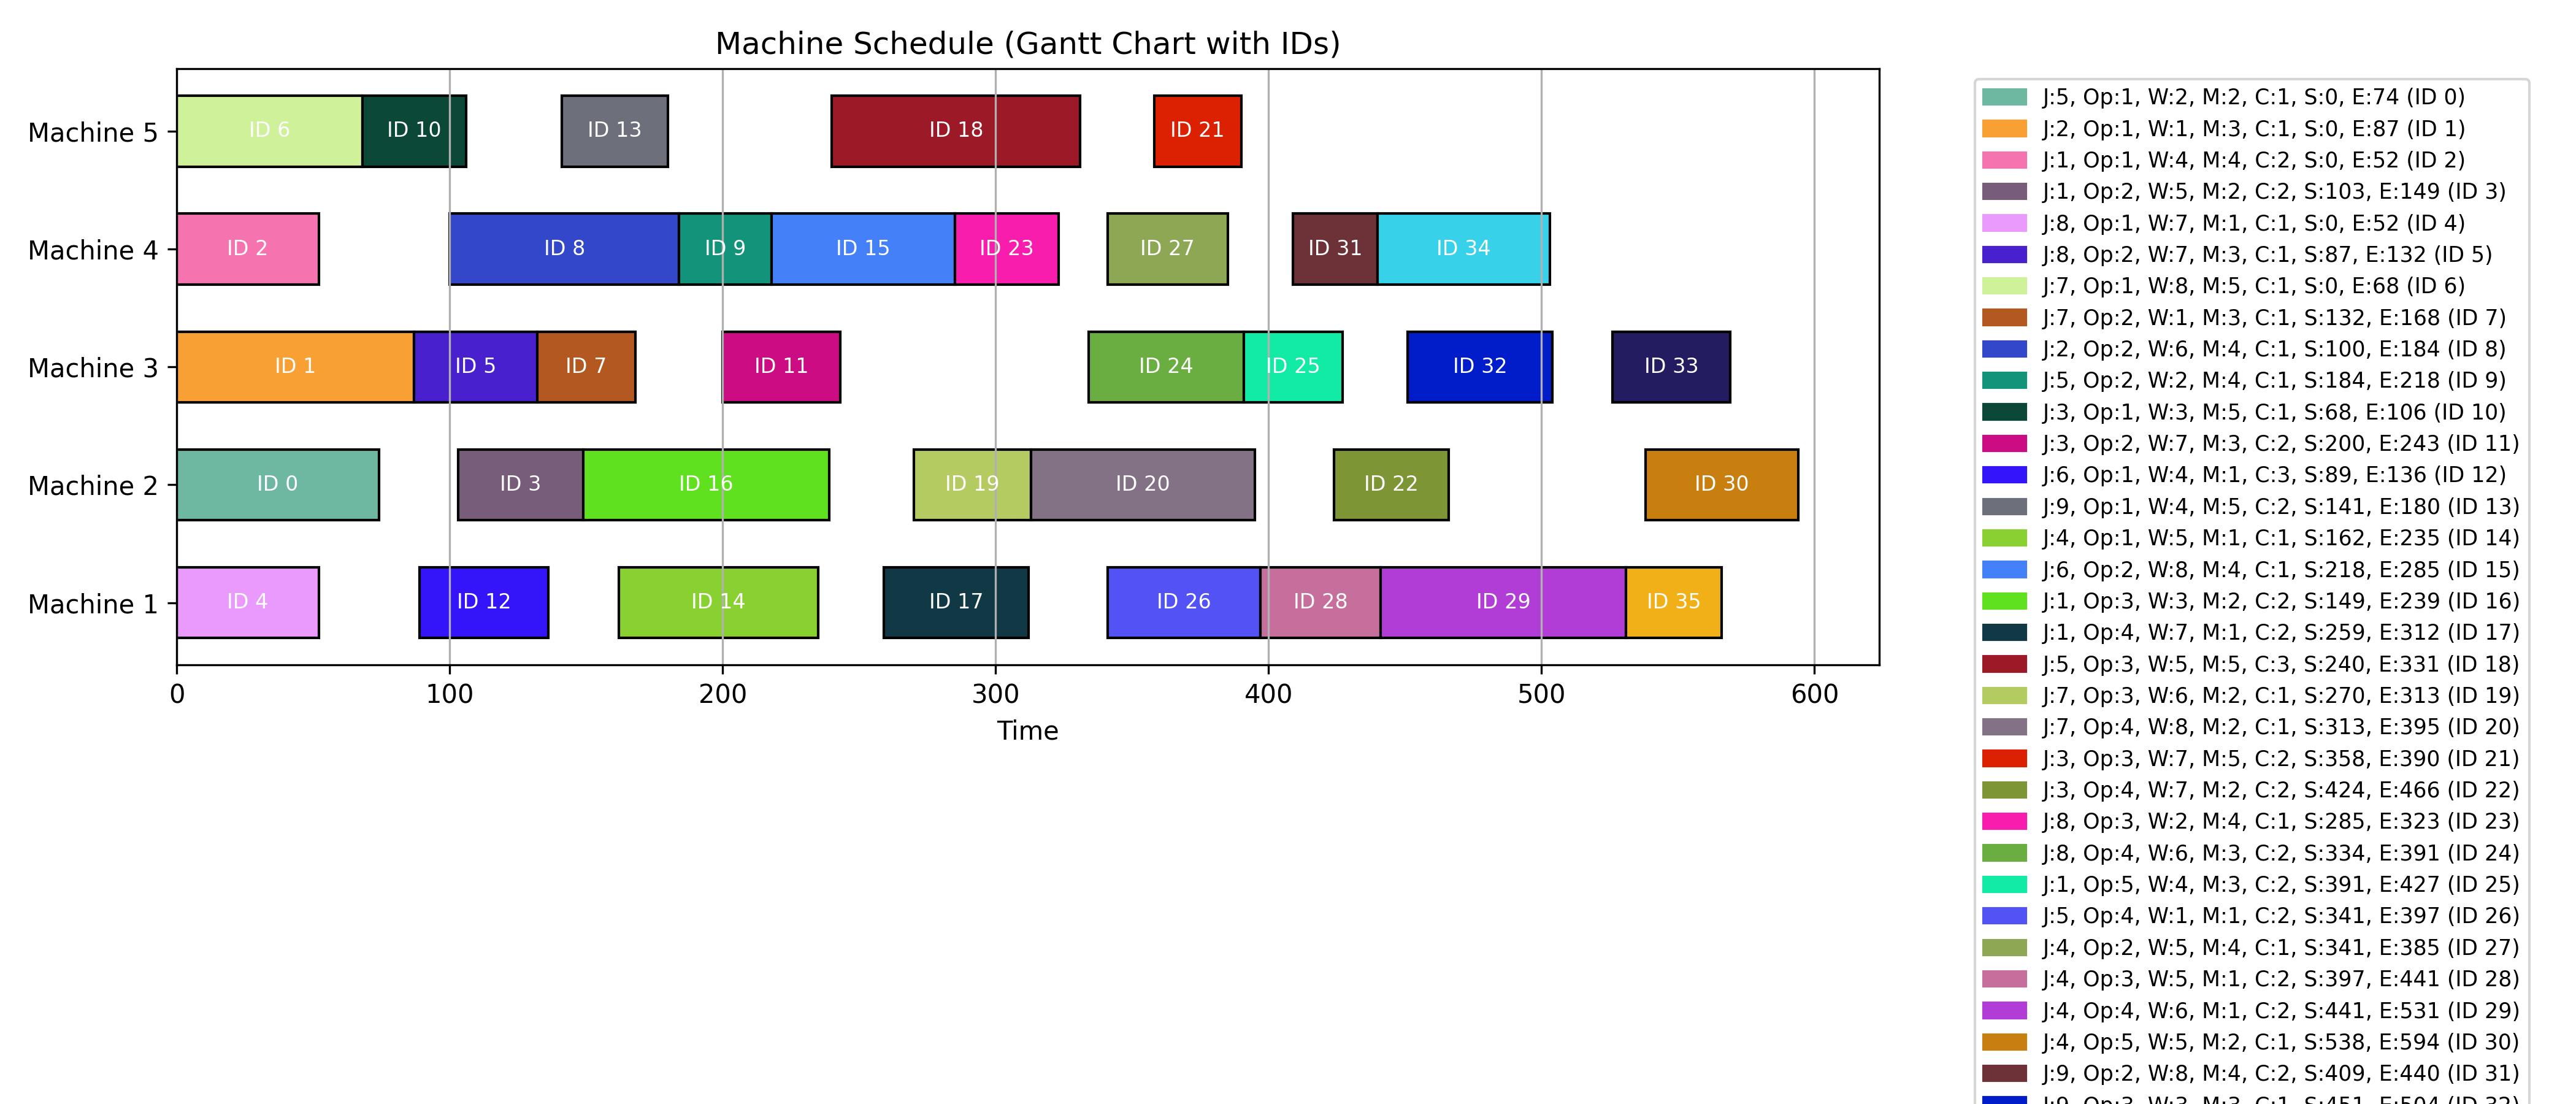 Machine Schedule (Gantt Chart with IDs)
Machine 5
ID 6
ID 10
ID 13
ID 18
ID 21
Machine 4
ID 2
ID 8
ID 9
ID 15
ID 23
ID 27
ID 31
ID 34
Machine 3
ID 1
ID 5
ID 7
ID 11
ID 24
ID 25
ID 32
ID 33
Machine 2
ID 0
ID 3
ID 16
ID 19
ID 20
ID 22
ID 30
Machine 1
ID 4
ID 12
ID 14
ID 17
ID 26
ID 28
ID 29
ID 35
0 100 200 300 400 500 600
Time
J:5, Op:1, W:2, M:2, C:1, S:0, E:74 (ID 0)
J:2, Op:1, W:1, M:3, C:1, S:0, E:87 (ID 1)
J:1, Op:1, W:4, M:4, C:2, S:0, E:52 (ID 2)
J:1, Op:2, W:5, M:2, C:2, S:103, E:149 (ID 3)
J:8, Op:1, W:7, M:1, C:1, S:0, E:52 (ID 4)
J:8, Op:2, W:7, M:3, C:1, S:87, E:132 (ID 5)
J:7, Op:1, W:8, M:5, C:1, S:0, E:68 (ID 6)
J:7, Op:2, W:1, M:3, C:1, S:132, E:168 (ID 7)
J:2, Op:2, W:6, M:4, C:1, S:100, E:184 (ID 8)
J:5, Op:2, W:2, M:4, C:1, S:184, E:218 (ID 9)
J:3, Op:1, W:3, M:5, C:1, S:68, E:106 (ID 10)
J:3, Op:2, W:7, M:3, C:2, S:200, E:243 (ID 11)
J:6, Op:1, W:4, M:1, C:3, S:89, E:136 (ID 12)
J:9, Op:1, W:4, M:5, C:2, S:141, E:180 (ID 13)
J:4, Op:1, W:5, M:1, C:1, S:162, E:235 (ID 14)
J:6, Op:2, W:8, M:4, C:1, S:218, E:285 (ID 15)
J:1, Op:3, W:3, M:2, C:2, S:149, E:239 (ID 16)
J:1, Op:4, W:7, M:1, C:2, S:259, E:312 (ID 17)
J:5, Op:3, W:5, M:5, C:3, S:240, E:331 (ID 18)
J:7, Op:3, W:6, M:2, C:1, S:270, E:313 (ID 19)
J:7, Op:4, W:8, M:2, C:1, S:313, E:395 (ID 20)
J:3, Op:3, W:7, M:5, C:2, S:358, E:390 (ID 21)
J:3, Op:4, W:7, M:2, C:2, S:424, E:466 (ID 22)
J:8, Op:3, W:2, M:4, C:1, S:285, E:323 (ID 23)
J:8, Op:4, W:6, M:3, C:2, S:334, E:391 (ID 24)
J:1, Op:5, W:4, M:3, C:2, S:391, E:427 (ID 25)
J:5, Op:4, W:1, M:1, C:2, S:341, E:397 (ID 26)
J:4, Op:2, W:5, M:4, C:1, S:341, E:385 (ID 27)
J:4, Op:3, W:5, M:1, C:2, S:397, E:441 (ID 28)
J:4, Op:4, W:6, M:1, C:2, S:441, E:531 (ID 29)
J:4, Op:5, W:5, M:2, C:1, S:538, E:594 (ID 30)
J:9, Op:2, W:8, M:4, C:2, S:409, E:440 (ID 31)
J:9, Op:3, W:3, M:3, C:1, S:451, E:504 (ID 32)